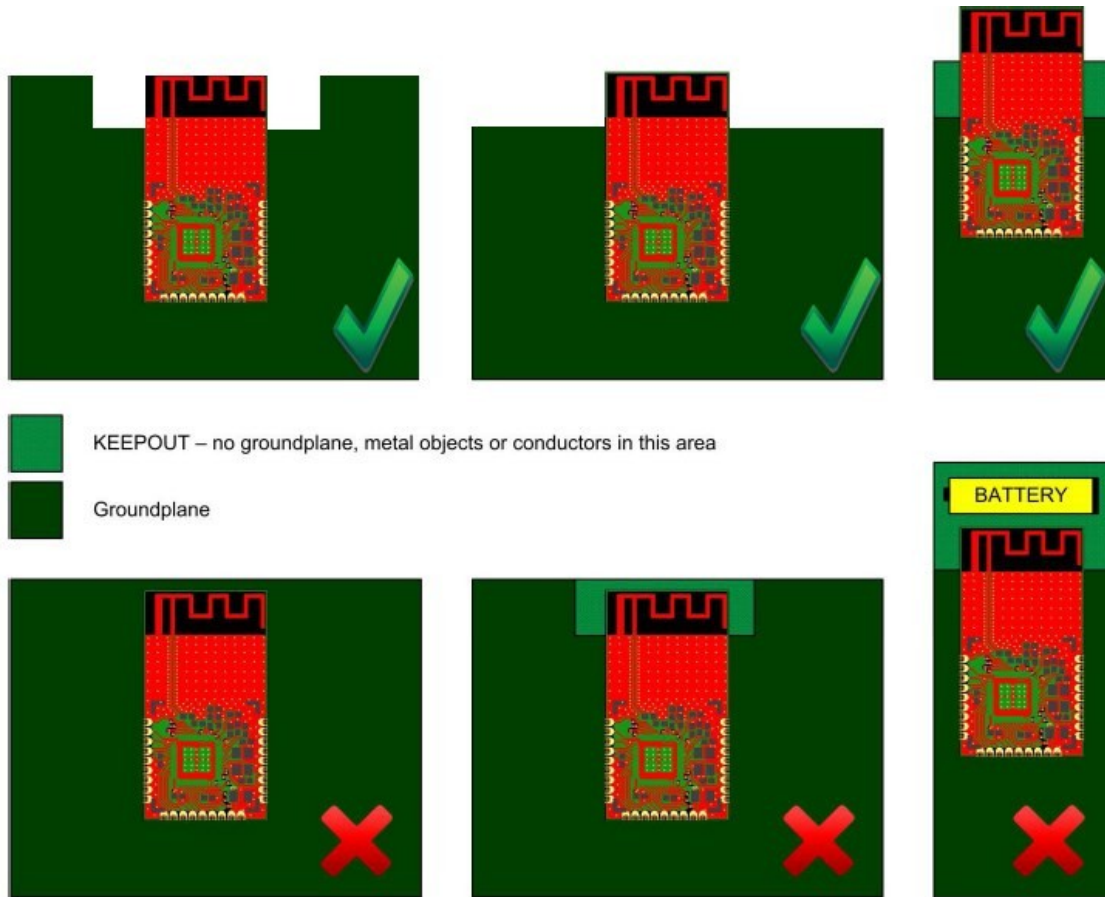 KEEPOUT – no groundplane, metal objects or conductors in this area
Groundplane
BATTERY